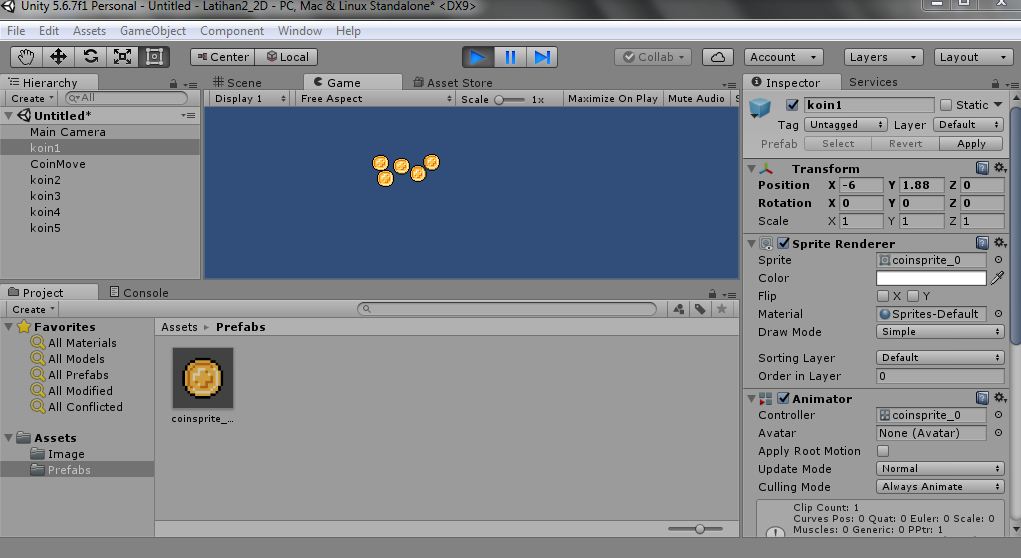 Unity 5.6.7f1 Personal - Untitled - Latihan2_2D - PC, Mac & Linux Standalone* <DX9>
File Edit Assets GameObject Component Window Help
Center Local Collab Account Layers Layout
Hierarchy
Create All
Untitled*
Main Camera
koin1
CoinMove
koin2
koin3
koin4
koin5
Scene Game Asset Store
Display 1 Free Aspect Scale 1x Maximize On Play Mute Audio S
Inspector Services
koin1 Static
Tag Untagged Layer Default
Prefab Select Revert Apply
Transform
Position X -6 Y 1.88 Z 0
Rotation X 0 Y 0 Z 0
Scale X 1 Y 1 Z 1
Sprite Renderer
Sprite coinsprite_0
Color
Flip X Y
Material Sprites-Default
Draw Mode Simple
Sorting Layer Default
Order in Layer 0
Animator
Controller coinsprite_0
Avatar None (Avatar)
Apply Root Motion
Update Mode Normal
Culling Mode Always Animate
Clip Count: 1
Curves Pos: 0 Quat: 0 Euler: 0 Scale: 0
Muscles: 0 Generic: 0 PPtr: 1
Project Console
Create
Favorites
All Materials
All Models
All Prefabs
All Modified
All Conflicted
Assets
Image
Prefabs
Assets ▸ Prefabs
coinsprite_...